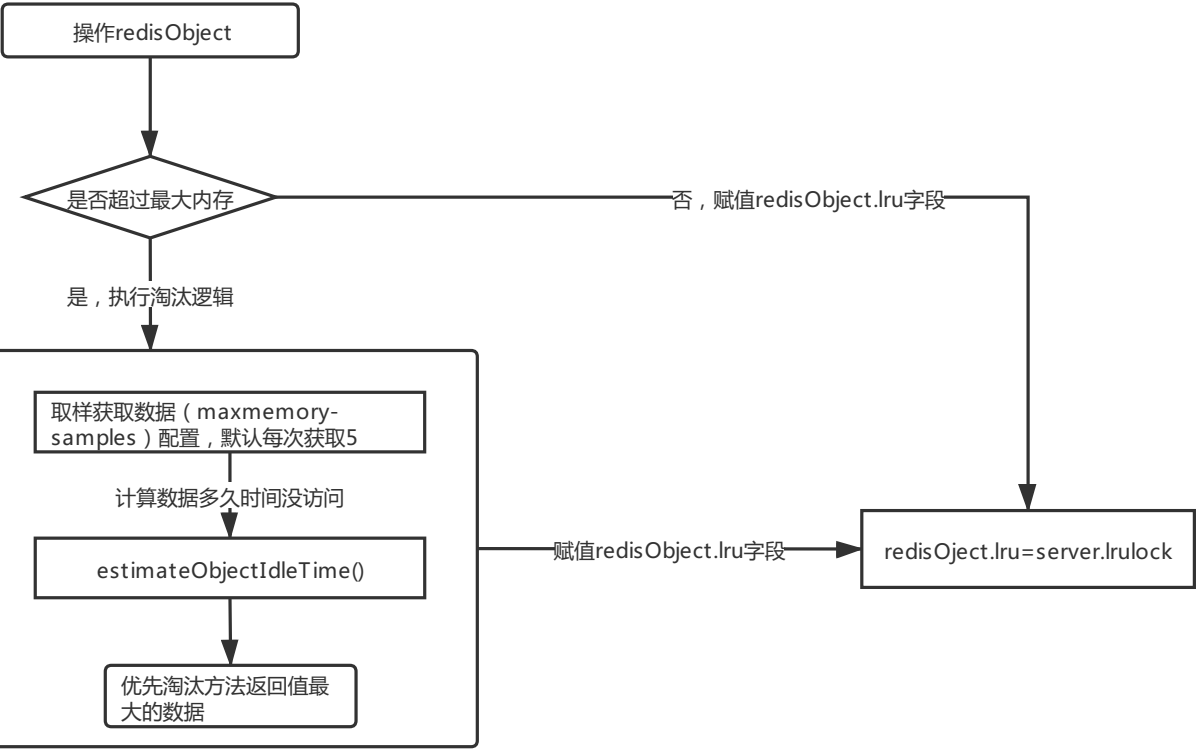 操作redisObject
是否超过最大内存
否，赋值redisObject.lru字段
是，执行淘汰逻辑
取样获取数据（maxmemory-
samples）配置，默认每次获取5
计算数据多久时间没访问
estimateObjectIdleTime()
优先淘汰方法返回值最
大的数据
赋值redisObject.lru字段
redisOject.lru=server.lrulock